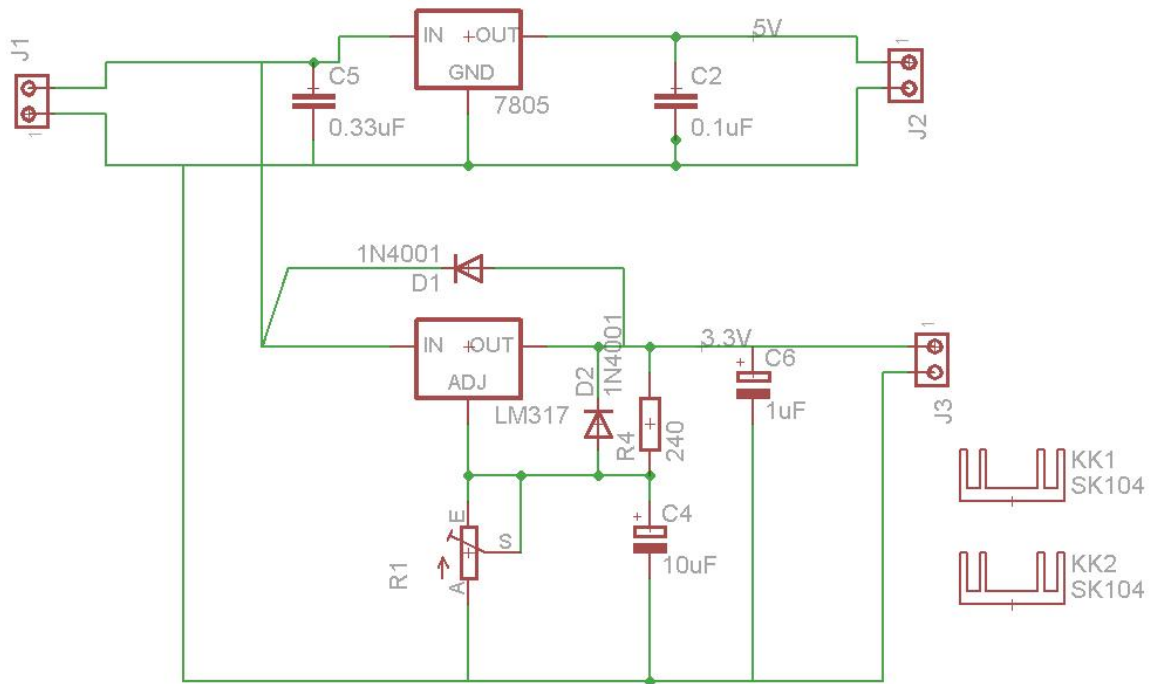 J1
1
C5
0.33uF
IN
OUT
GND
7805
C2
0.1uF
5V
1
J2
1N4001
D1
IN
OUT
ADJ
LM317
D2
1N4001
R4
240
3.3V
+
C6
1uF
1
J3
R1
E
S
A
+
C4
10uF
KK1
SK104
KK2
SK104